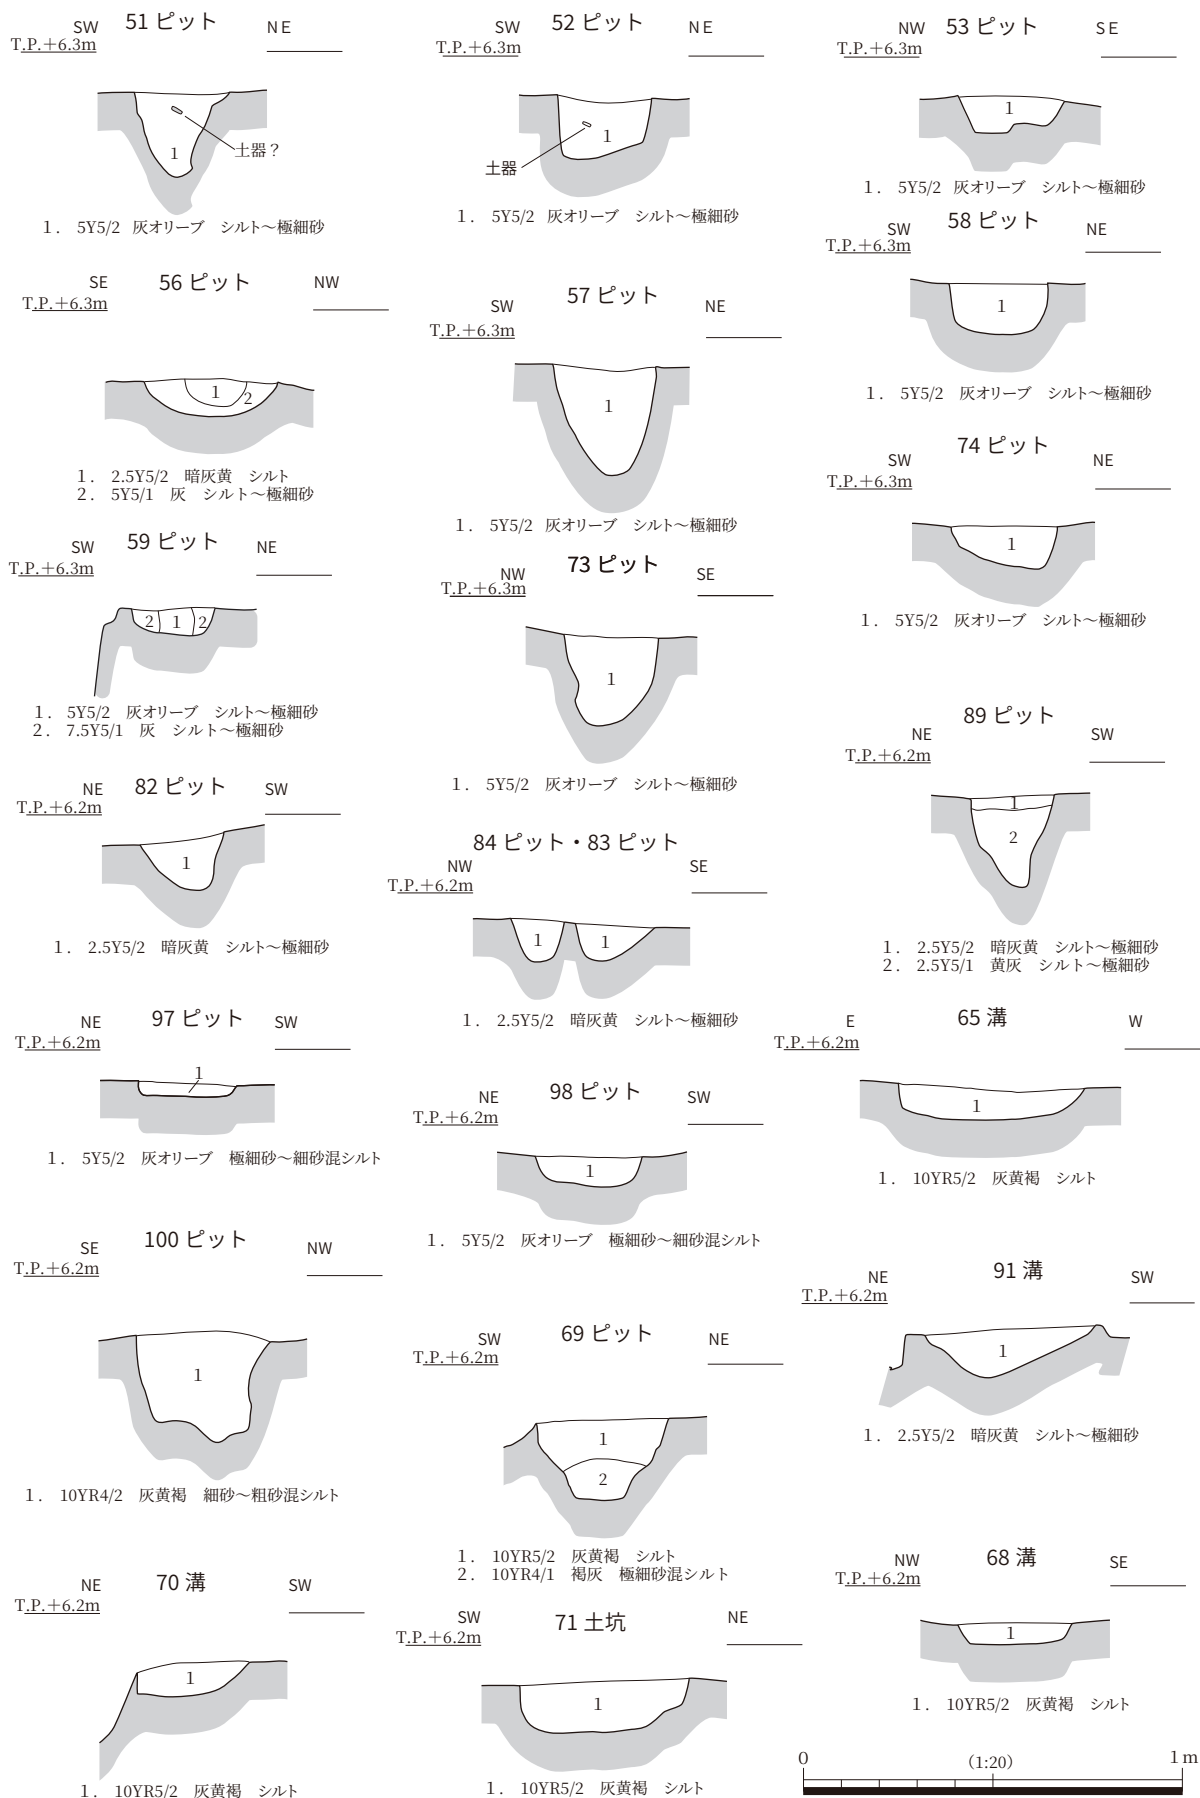 51 ピット
SW
NE
T.P.＋6.3m
1
土器？
1． 5Y5/2 灰オリーブ シルト～極細砂
52 ピット
SW
NE
T.P.＋6.3m
1
土器
1． 5Y5/2 灰オリーブ シルト～極細砂
53 ピット
NW
SE
T.P.＋6.3m
1
1． 5Y5/2 灰オリーブ シルト～極細砂
56 ピット
SE
NW
T.P.＋6.3m
1
2
1． 2.5Y5/2 暗灰黄 シルト
2． 5Y5/1 灰 シルト～極細砂
57 ピット
SW
NE
T.P.＋6.3m
1
1． 5Y5/2 灰オリーブ シルト～極細砂
58 ピット
SW
NE
T.P.＋6.3m
1
1． 5Y5/2 灰オリーブ シルト～極細砂
59 ピット
SW
NE
T.P.＋6.3m
2 1 2
1． 5Y5/2 灰オリーブ シルト～極細砂
2． 7.5Y5/1 灰 シルト～極細砂
73 ピット
NW
SE
T.P.＋6.3m
1
1． 5Y5/2 灰オリーブ シルト～極細砂
74 ピット
SW
NE
T.P.＋6.3m
1
1． 5Y5/2 灰オリーブ シルト～極細砂
82 ピット
NE
SW
T.P.＋6.2m
1
1． 2.5Y5/2 暗灰黄 シルト～極細砂
84 ピット・83 ピット
NW
SE
T.P.＋6.2m
1
1
1． 2.5Y5/2 暗灰黄 シルト～極細砂
89 ピット
NE
SW
T.P.＋6.2m
1
2
1． 2.5Y5/2 暗灰黄 シルト～極細砂
2． 2.5Y5/1 黄灰 シルト～極細砂
97 ピット
NE
SW
T.P.＋6.2m
1
1． 5Y5/2 灰オリーブ 極細砂～細砂混シルト
98 ピット
NE
SW
T.P.＋6.2m
1
1． 5Y5/2 灰オリーブ 極細砂～細砂混シルト
65 溝
E
W
T.P.＋6.2m
1
1． 10YR5/2 灰黄褐 シルト
100 ピット
SE
NW
T.P.＋6.2m
1
1． 10YR4/2 灰黄褐 細砂～粗砂混シルト
69 ピット
SW
NE
T.P.＋6.2m
1
2
1． 10YR5/2 灰黄褐 シルト
2． 10YR4/1 褐灰 極細砂混シルト
91 溝
NE
SW
T.P.＋6.2m
1
1． 2.5Y5/2 暗灰黄 シルト～極細砂
70 溝
NE
SW
T.P.＋6.2m
1
1． 10YR5/2 灰黄褐 シルト
71 土坑
SW
NE
T.P.＋6.2m
1
1． 10YR5/2 灰黄褐 シルト
68 溝
NW
SE
T.P.＋6.2m
1
1． 10YR5/2 灰黄褐 シルト
0 (1:20) 1 m